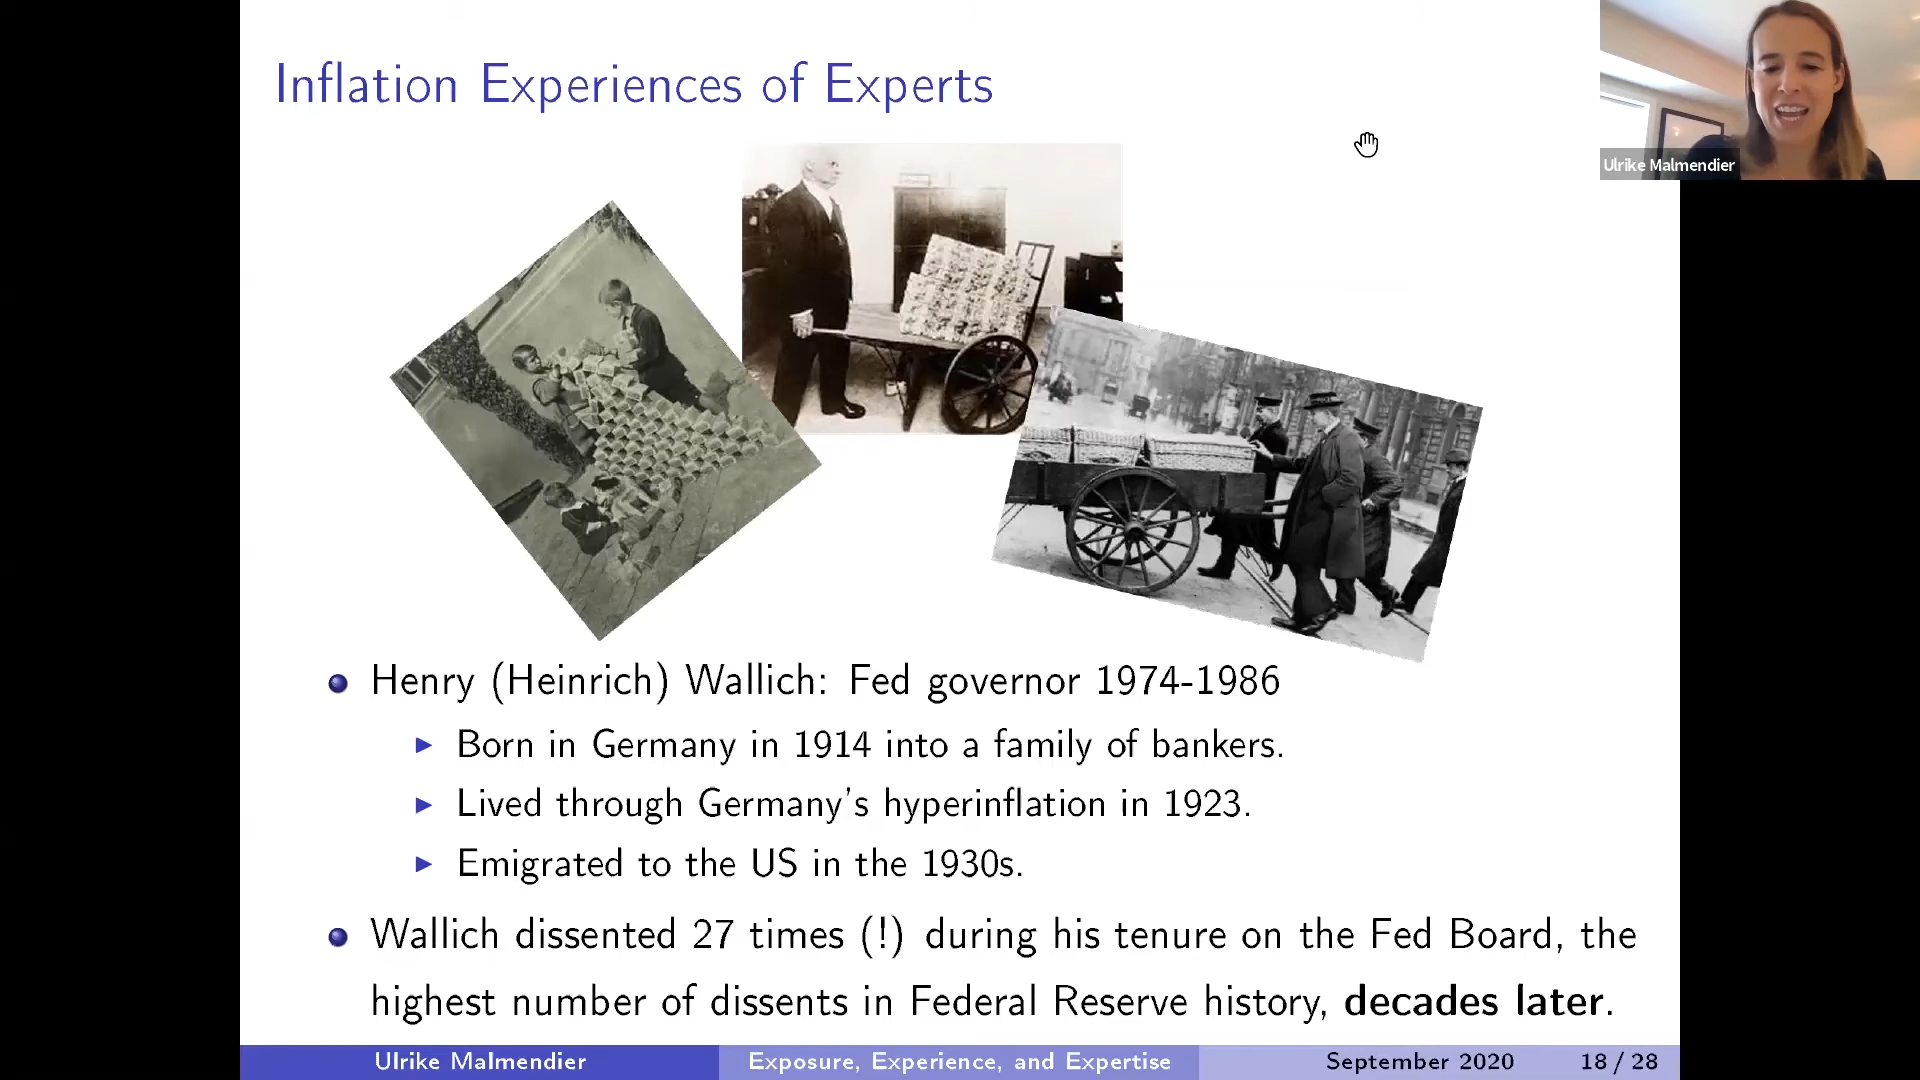 Inflation Experiences of Experts
Ulrike Malmendier
Henry (Heinrich) Wallich: Fed governor 1974-1986
Born in Germany in 1914 into a family of bankers.
Lived through Germany's hyperinflation in 1923.
Emigrated to the US in the 1930s.
Wallich dissented 27 times (!) during his tenure on the Fed Board, the
highest number of dissents in Federal Reserve history, decades later.
Ulrike Malmendier Exposure, Experience, and Expertise September 2020 18 / 28